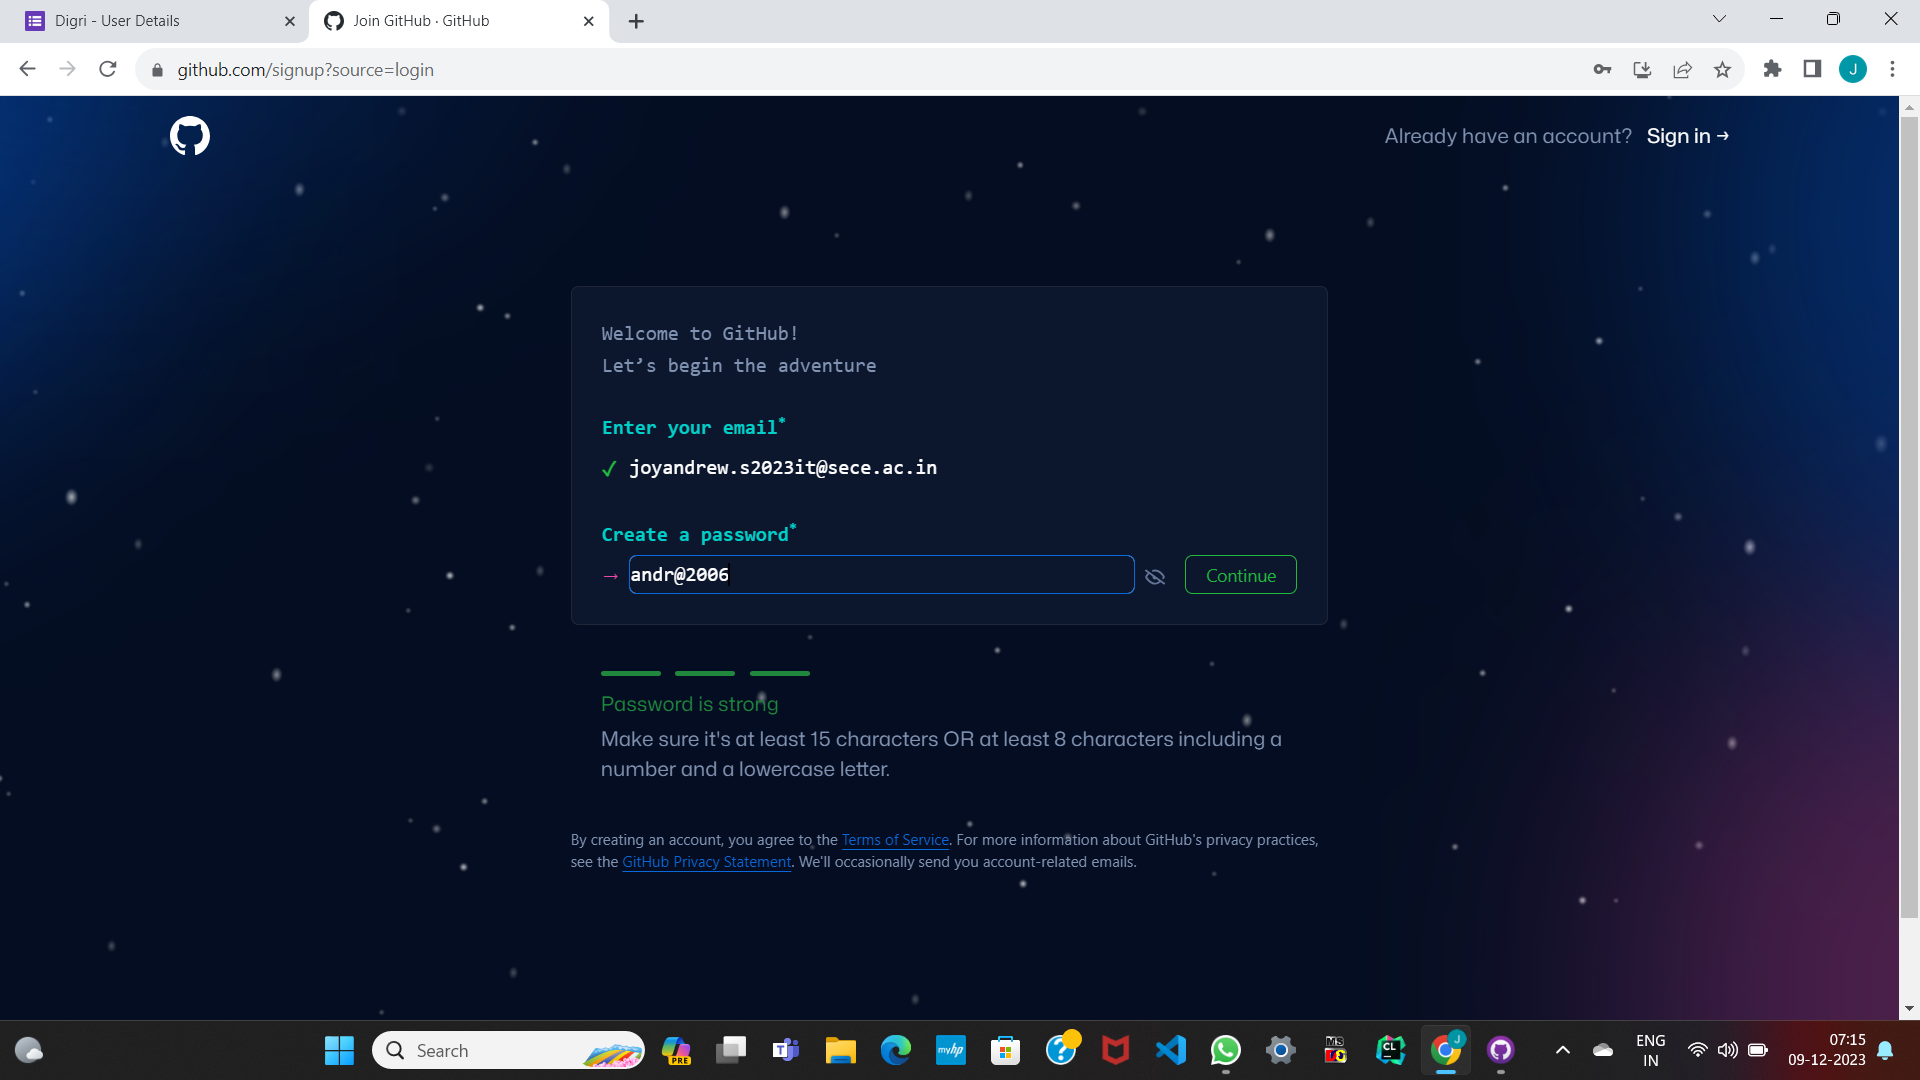 Digri - User Details
Join GitHub · GitHub
github.com/signup?source=login
J
Already have an account? Sign in →
Welcome to GitHub!
Let’s begin the adventure
Enter your email*
✓ joyandrew.s2023it@sece.ac.in
Create a password*
→ andr@2006
Continue
Password is strong
Make sure it's at least 15 characters OR at least 8 characters including a
number and a lowercase letter.
By creating an account, you agree to the Terms of Service. For more information about GitHub's privacy practices,
see the GitHub Privacy Statement. We'll occasionally send you account-related emails.
Search
PRE
T
myhp
?
MS
CL
J
ENG
IN
07:15
09-12-2023